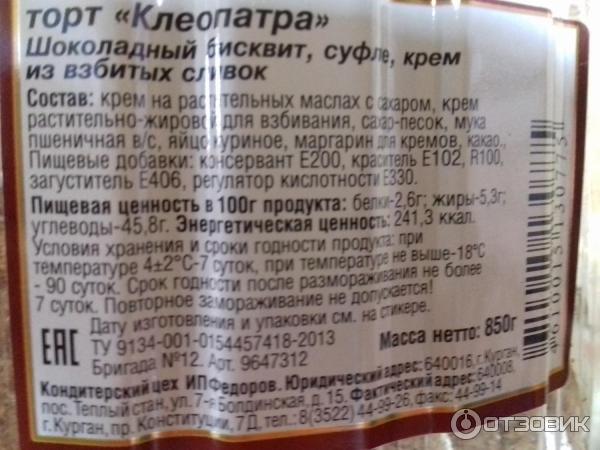 торт «Клеопатра»
Шоколадный бисквит, суфле, крем
из взбитых сливок
Состав: крем на растительных маслах с сахаром, крем
растительно-жировой для взбивания, сахар-песок, мука
пшеничная в/с, яйцо куриное, маргарин для кремов, какао.,
Пищевые добавки: консервант Е200, краситель Е102, R100,
загуститель Е406, регулятор кислотности Е330.
Пищевая ценность в 100г продукта: белки-2,6г; жиры-5,3г;
углеводы-45,8г. Энергетическая ценность: 241,3 ккал.
Условия хранения и сроки годности продукта: при
температуре 4±2°С-7 суток, при температуре не выше-18°С
- 90 суток. Срок годности после размораживания не более
7 суток. Повторное замораживание не допускается!
Дату изготовления и упаковки см. на стикере.
ЕАС ТУ 9134-001-0154457418-2013
Бригада №12. Арт. 9647312
Масса нетто: 850г
Кондитерский цех ИПФедоров. Юридический адрес: 640016, г.Курган,
пос. Теплый стан, ул. 7-я Болдинская, д. 15. Фактический адрес: 640008,
г.Курган, пр. Конституции, 7Д, тел.: 8(3522) 44-99-26, факс: 44-99-14
ОТЗОВИК